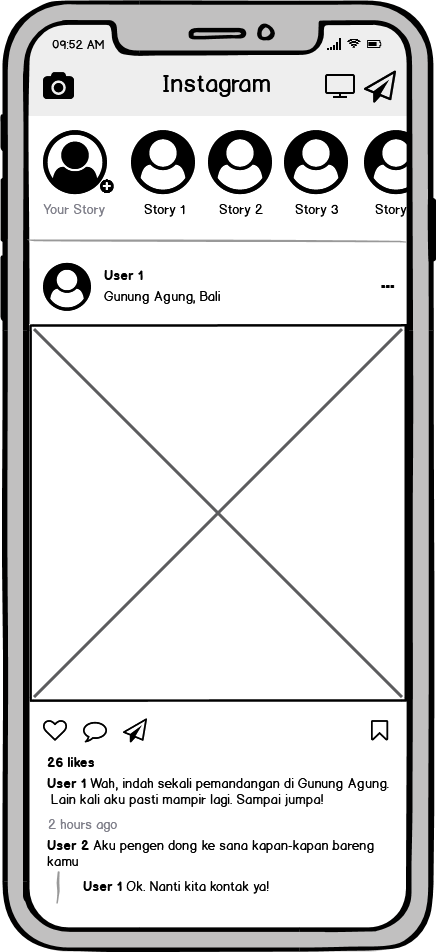 09:52 AM
Instagram
Your Story
Story 1
Story 2
Story 3
Story
User 1
Gunung Agung, Bali
26 likes
User 1 Wah, indah sekali pemandangan di Gunung Agung.
Lain kali aku pasti mampir lagi. Sampai jumpa!
2 hours ago
User 2 Aku pengen dong ke sana kapan-kapan bareng
kamu
User 1 Ok. Nanti kita kontak ya!